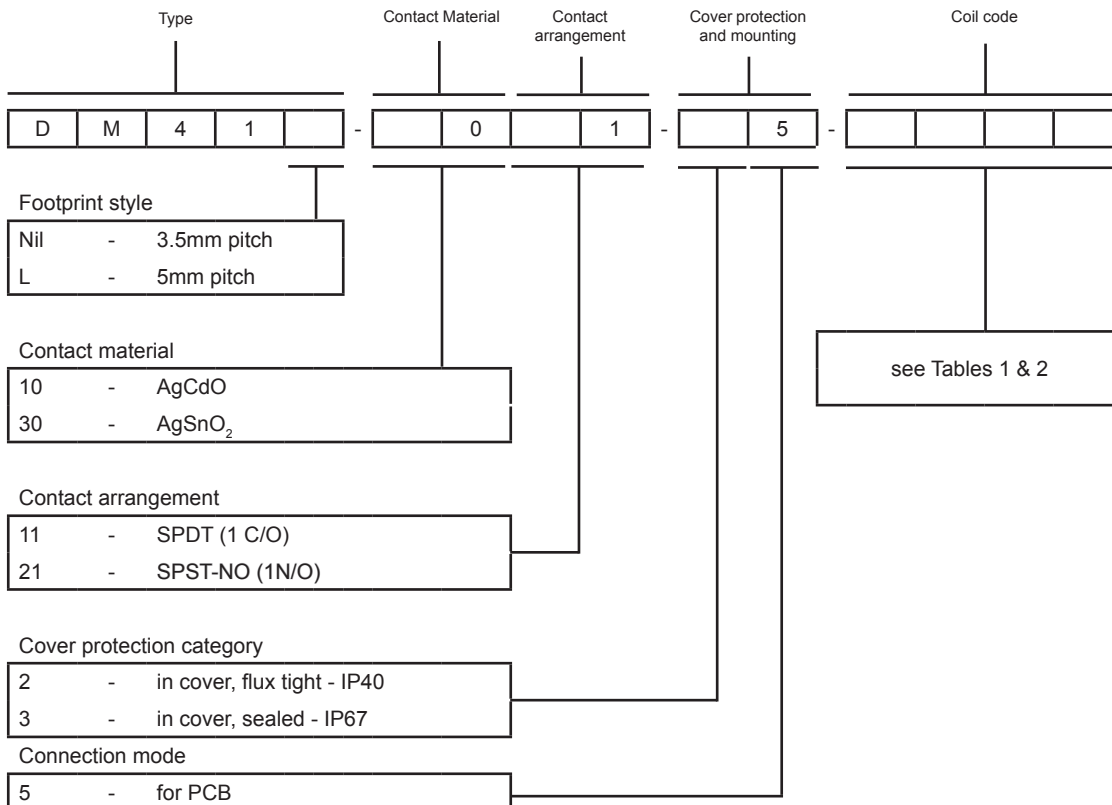 Type Contact Material Contact arrangement Cover protection and mounting Coil code
D M 4 1 - 0 1 - 5 -
Footprint style
Nil - 3.5mm pitch
L - 5mm pitch
Contact material
10 - AgCdO
30 - AgSnO2
see Tables 1 & 2
Contact arrangement
11 - SPDT (1 C/O)
21 - SPST-NO (1N/O)
Cover protection category
2 - in cover, flux tight - IP40
3 - in cover, sealed - IP67
Connection mode
5 - for PCB